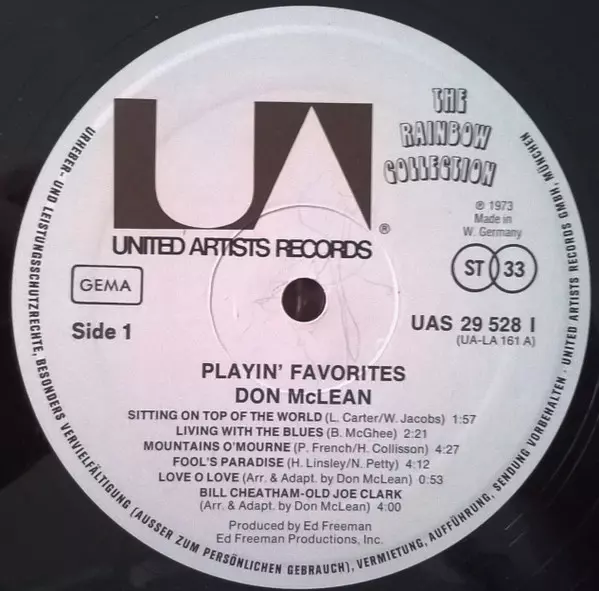 UA
THE
RAINBOW
COLLECTION
UNITED ARTISTS RECORDS ®
℗ 1973
Made in
W. Germany
GEMA
ST 33
Side 1
UAS 29 528 I
(UA-LA 161 A)
PLAYIN' FAVORITES
DON McLEAN
SITTING ON TOP OF THE WORLD (L. Carter/W. Jacobs) 1:57
LIVING WITH THE BLUES (B. McGhee) 2:21
MOUNTAINS O'MOURNE (P. French/H. Collisson) 4:27
FOOL'S PARADISE (H. Linsley/N. Petty) 4:12
LOVE O LOVE (Arr. & Adapt. by Don McLean) 0:53
BILL CHEATHAM-OLD JOE CLARK
(Arr. & Adapt. by Don McLean) 4:00
Produced by Ed Freeman
Ed Freeman Productions, Inc.
URHEBER- UND LEISTUNGSSCHUTZRECHTE, BESONDERS VERVIELFÄLTIGUNG (AUSSER ZUM PERSÖNLICHEN GEBRAUCH), VERMIETUNG, AUFFÜHRUNG, SENDUNG VORBEHALTEN · UNITED ARTISTS RECORDS GMBH, MÜNCHEN